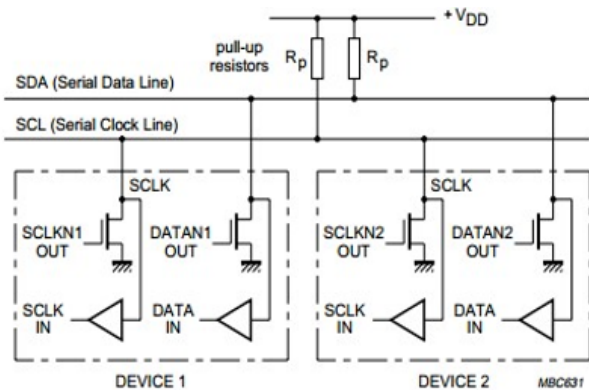 + VDD
pull-up
resistors
Rp
Rp
SDA (Serial Data Line)
SCL (Serial Clock Line)
SCLK
SCLK
SCLKN1
OUT
DATAN1
OUT
SCLKN2
OUT
DATAN2
OUT
SCLK
IN
DATA
IN
SCLK
IN
DATA
IN
DEVICE 1
DEVICE 2
MBC631